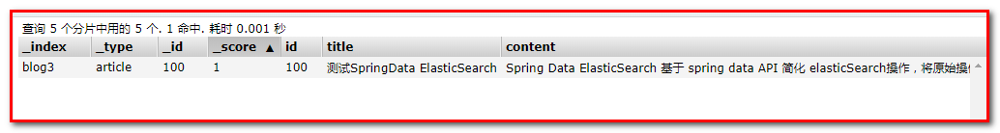 查询 5 个分片中用的 5 个. 1 命中. 耗时 0.001 秒
_index _type _id _score ▲ id title content
blog3 article 100 1 100 测试SpringData ElasticSearch Spring Data ElasticSearch 基于 spring data API 简化 elasticSearch操作，将原始操